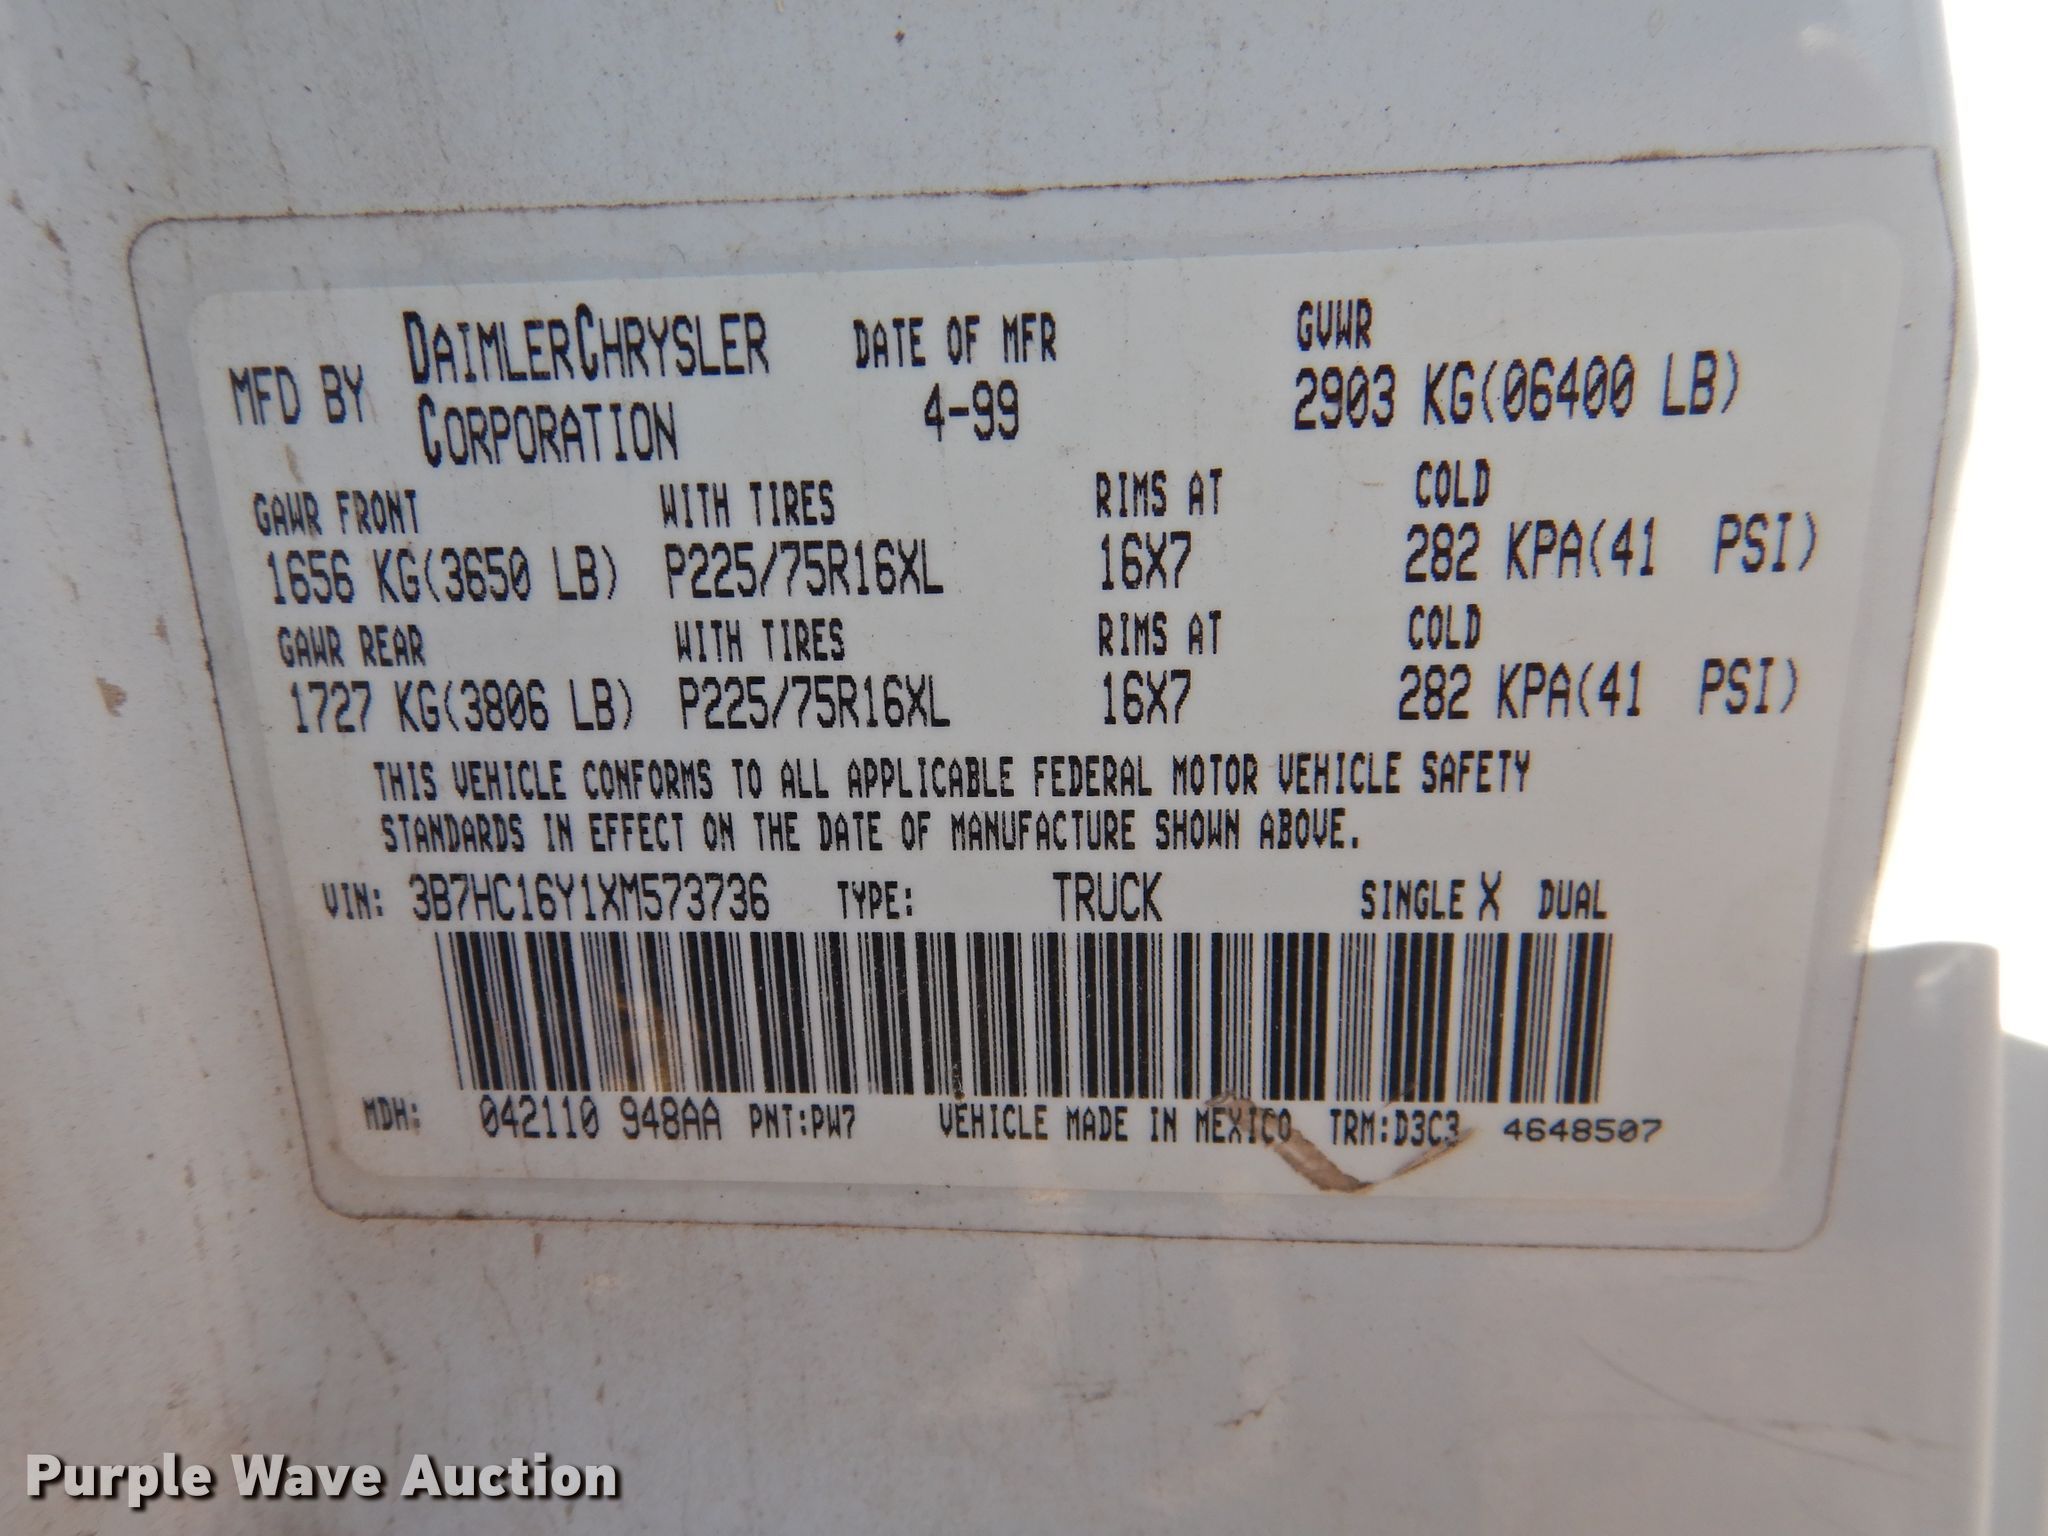 MFD BY DAIMLERCHRYSLER CORPORATION DATE OF MFR 4-99 GVWR 2903 KG(06400 LB)
GAWR FRONT WITH TIRES RIMS AT COLD
1656 KG(3650 LB) P225/75R16XL 16X7 282 KPA(41 PSI)
GAWR REAR WITH TIRES RIMS AT COLD
1727 KG(3806 LB) P225/75R16XL 16X7 282 KPA(41 PSI)
THIS VEHICLE CONFORMS TO ALL APPLICABLE FEDERAL MOTOR VEHICLE SAFETY
STANDARDS IN EFFECT ON THE DATE OF MANUFACTURE SHOWN ABOVE.
VIN: 3B7HC16Y1XM573736 TYPE: TRUCK SINGLE X DUAL
MDH: 042110 948AA PNT:PW7 VEHICLE MADE IN MEXICO TRM:D3C3 4648507
Purple Wave Auction